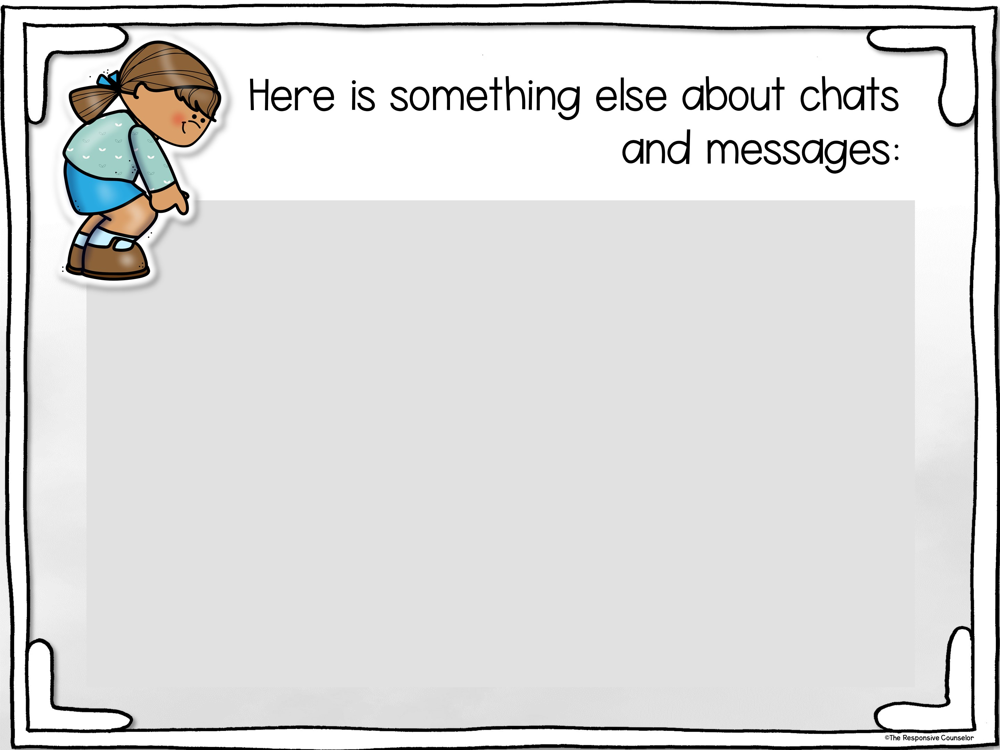 Here is something else about chats
and messages:
©The Responsive Counselor